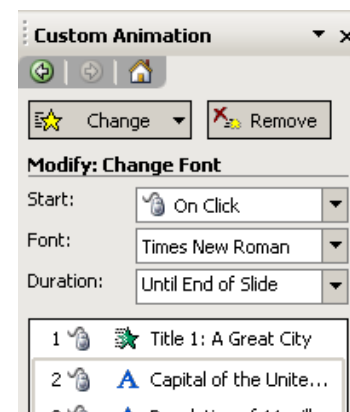 Custom Animation
Change
Remove
Modify: Change Font
Start: On Click
Font: Times New Roman
Duration: Until End of Slide
1 Title 1: A Great City
2 A Capital of the Unite...